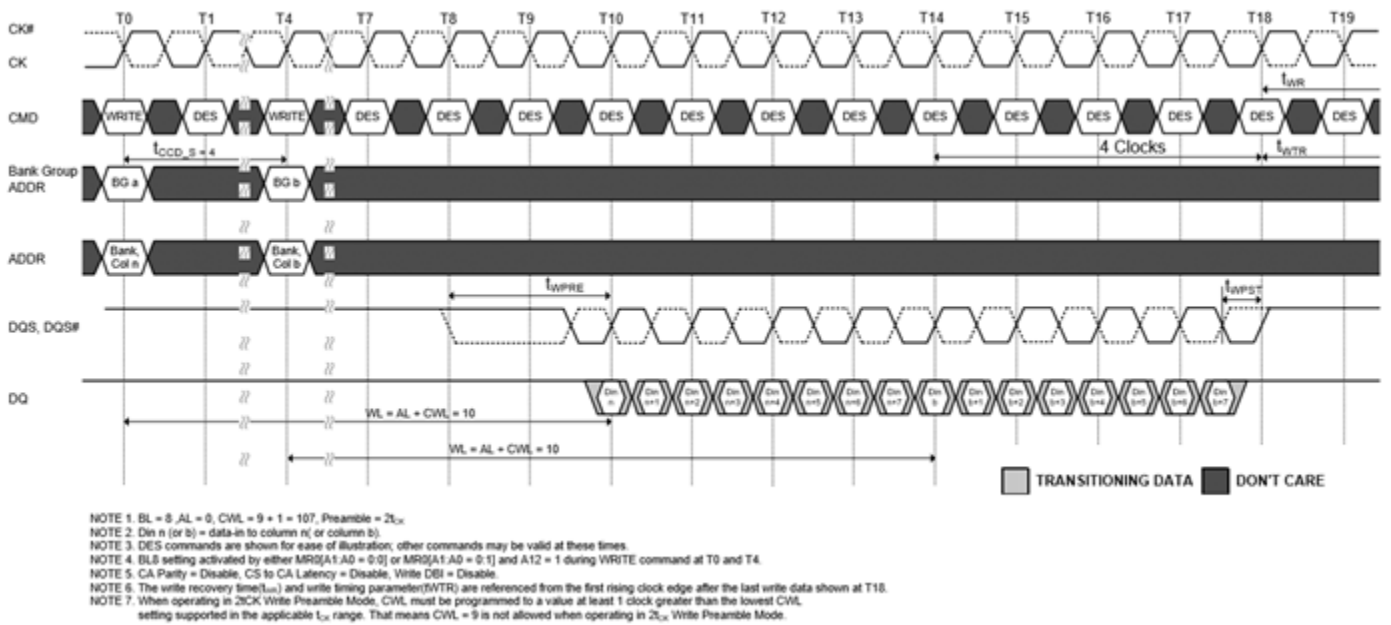 T0 T1 T4 T7 T8 T9 T10 T11 T12 T13 T14 T15 T16 T17 T18 T19
CK#
CK
tWR
CMD
WRITE DES WRITE DES DES DES DES DES DES DES DES DES DES DES DES DES
tCCD_S = 4
4 Clocks
tWTR
Bank Group
ADDR
BG a
BG b
ADDR
Bank,
Col n
Bank,
Col b
tWPRE
tWPST
DQS, DQS#
DQ
Din
n
Din
n+1
Din
n+2
Din
n+3
Din
n+4
Din
n+5
Din
n+6
Din
n+7
Din
b
Din
b+1
Din
b+2
Din
b+3
Din
b+4
Din
b+5
Din
b+6
Din
b+7
WL = AL + CWL = 10
WL = AL + CWL = 10
TRANSITIONING DATA
DON'T CARE
NOTE 1. BL = 8 ,AL = 0, CWL = 9 + 1 = 107, Preamble = 2tCK
NOTE 2. Din n (or b) = data-in to column n( or column b).
NOTE 3. DES commands are shown for ease of illustration; other commands may be valid at these times.
NOTE 4. BL8 setting activated by either MR0[A1:A0 = 0:0] or MR0[A1:A0 = 0:1] and A12 = 1 during WRITE command at T0 and T4.
NOTE 5. CA Parity = Disable, CS to CA Latency = Disable, Write DBI = Disable.
NOTE 6. The write recovery time(tWR) and write timing parameter(tWTR) are referenced from the first rising clock edge after the last write data shown at T18.
NOTE 7. When operating in 2tCK Write Preamble Mode, CWL must be programmed to a value at least 1 clock greater than the lowest CWL
setting supported in the applicable tCK range. That means CWL = 9 is not allowed when operating in 2tCK Write Preamble Mode.